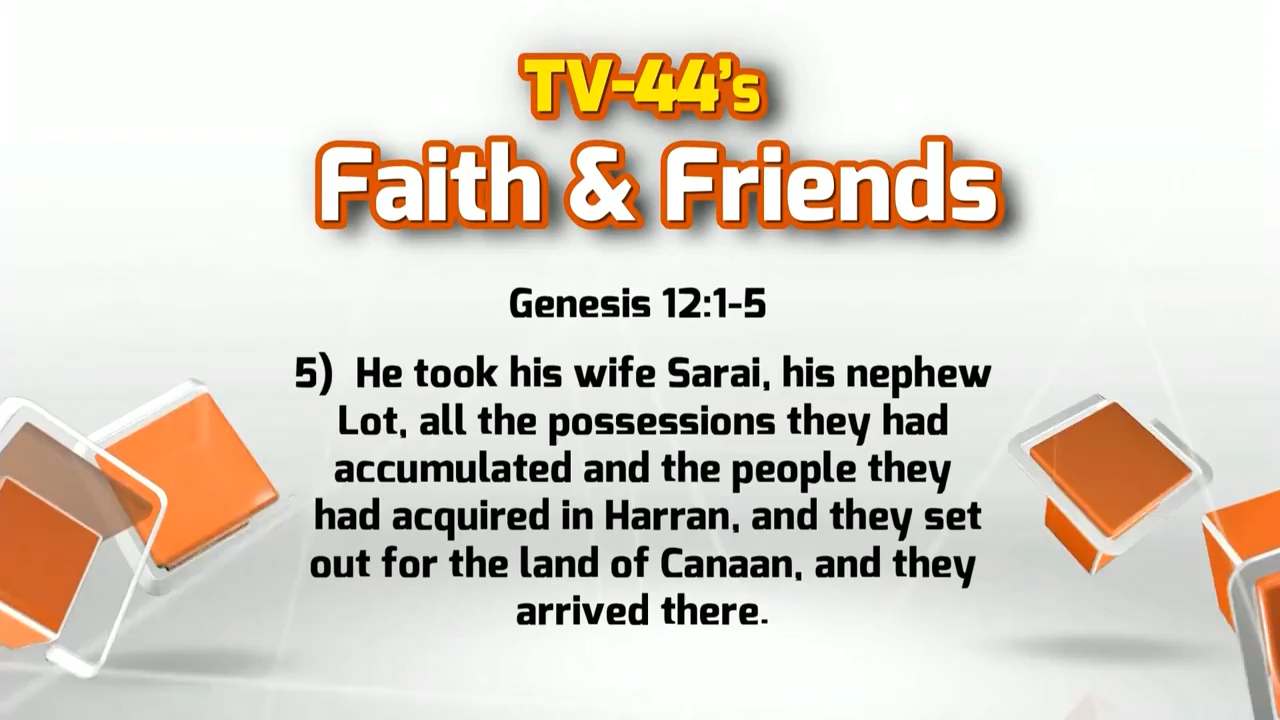 TV-44's
Faith & Friends
Genesis 12:1-5
5) He took his wife Sarai, his nephew
Lot, all the possessions they had
accumulated and the people they
had acquired in Harran, and they set
out for the land of Canaan, and they
arrived there.